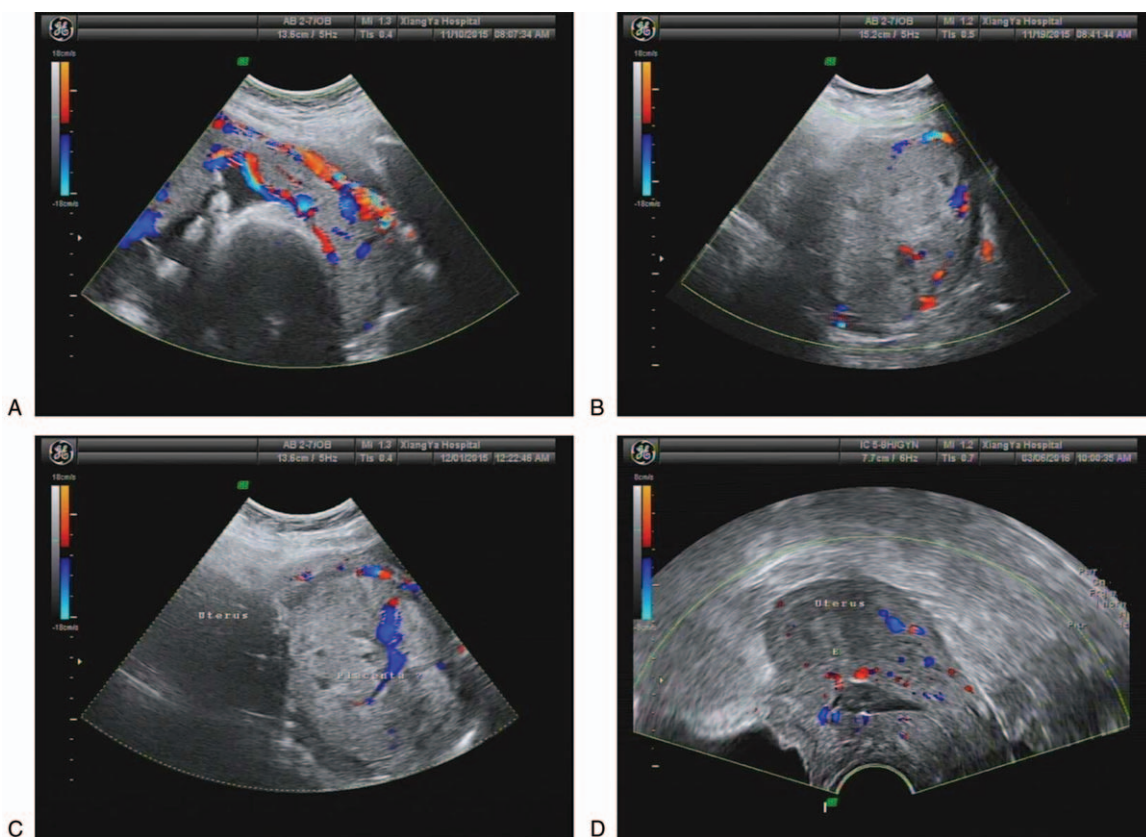 AB 2-7/OB MI 1.3 XiangYa Hospital
13.6cm / 5Hz Tis 0.4 11/10/2015 08:07:34 AM
18cm/s
-18cm/s
A
AB 2-7/OB MI 1.2 XiangYa Hospital
15.2cm / 5Hz Tis 0.5 11/19/2015 08:41:44 AM
18cm/s
-18cm/s
B
AB 2-7/OB MI 1.3 XiangYa Hospital
13.6cm / 5Hz Tis 0.4 12/01/2015 12:22:46 AM
Uterus
Placenta
C
IC 5-9H/GYN MI 1.2 XiangYa Hospital
7.7cm / 6Hz Tis 0.7 03/06/2016 10:00:35 AM
Uterus
E
D